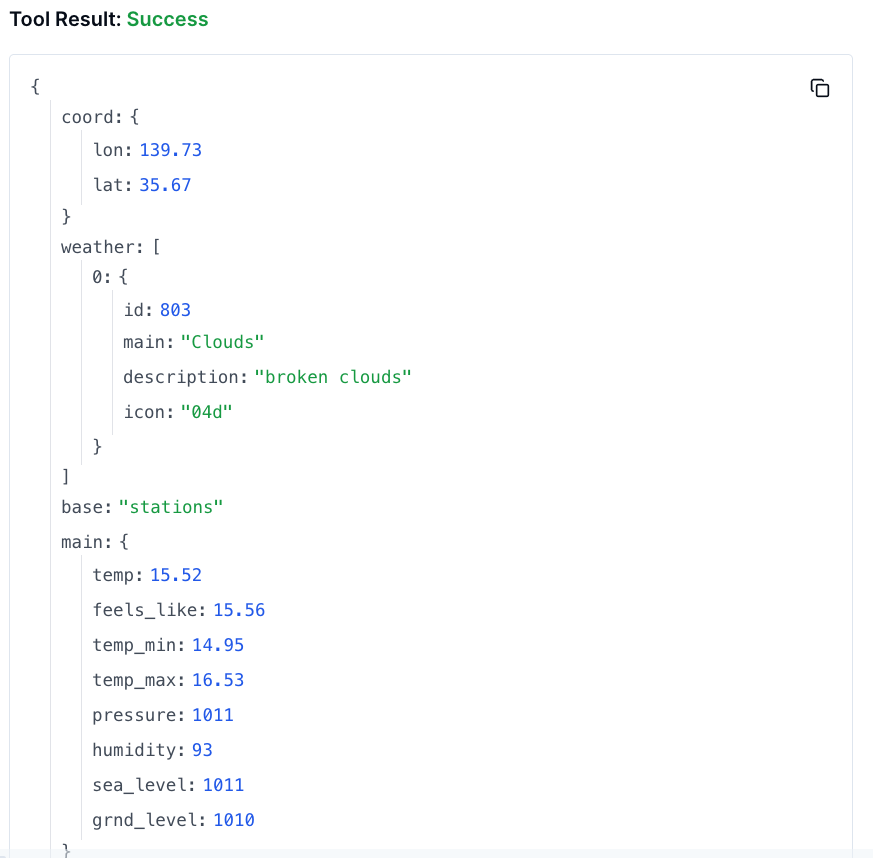 Tool Result: Success
{
coord: {
lon: 139.73
lat: 35.67
}
weather: [
0: {
id: 803
main: "Clouds"
description: "broken clouds"
icon: "04d"
}
]
base: "stations"
main: {
temp: 15.52
feels_like: 15.56
temp_min: 14.95
temp_max: 16.53
pressure: 1011
humidity: 93
sea_level: 1011
grnd_level: 1010
}